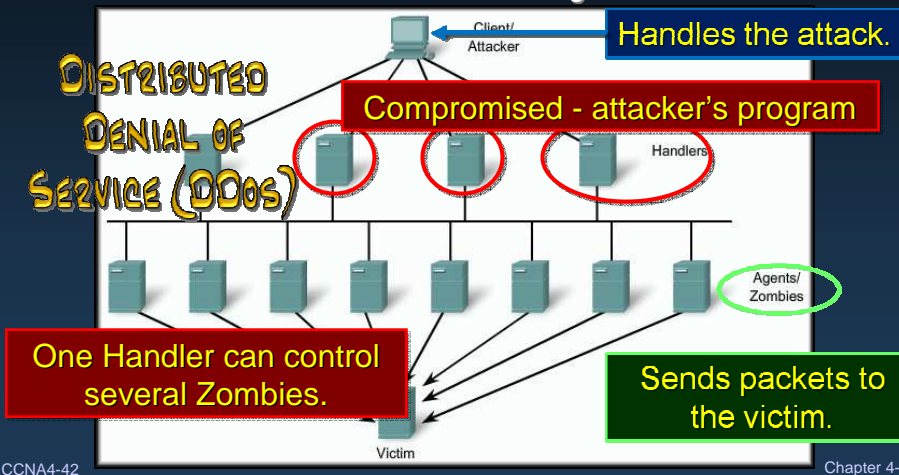 Client/
Attacker
Handles the attack.
DISTRIBUTED
DENIAL OF
SERVICE (DDOS)
Compromised - attacker's program
Handlers
Agents/
Zombies
One Handler can control
several Zombies.
Sends packets to
the victim.
Victim
CCNA4-42
Chapter 4-